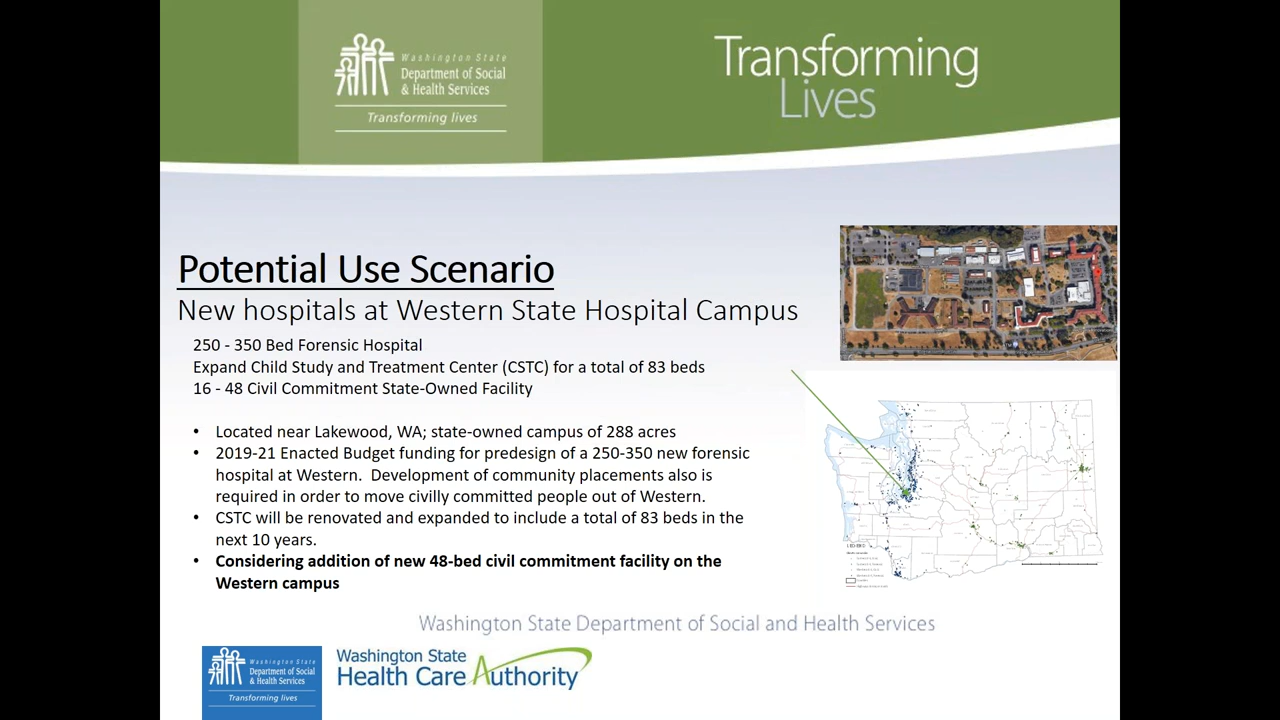 Washington State
Department of Social
& Health Services
Transforming lives
Transforming
Lives
Potential Use Scenario
New hospitals at Western State Hospital Campus
250 - 350 Bed Forensic Hospital
Expand Child Study and Treatment Center (CSTC) for a total of 83 beds
16 - 48 Civil Commitment State-Owned Facility
• Located near Lakewood, WA; state-owned campus of 288 acres
• 2019-21 Enacted Budget funding for predesign of a 250-350 new forensic
hospital at Western. Development of community placements also is
required in order to move civilly committed people out of Western.
• CSTC will be renovated and expanded to include a total of 83 beds in the
next 10 years.
• Considering addition of new 48-bed civil commitment facility on the
Western campus
Washington State Department of Social and Health Services
Washington State
Department of Social
& Health Services
Transforming lives
Washington State
Health Care Authority